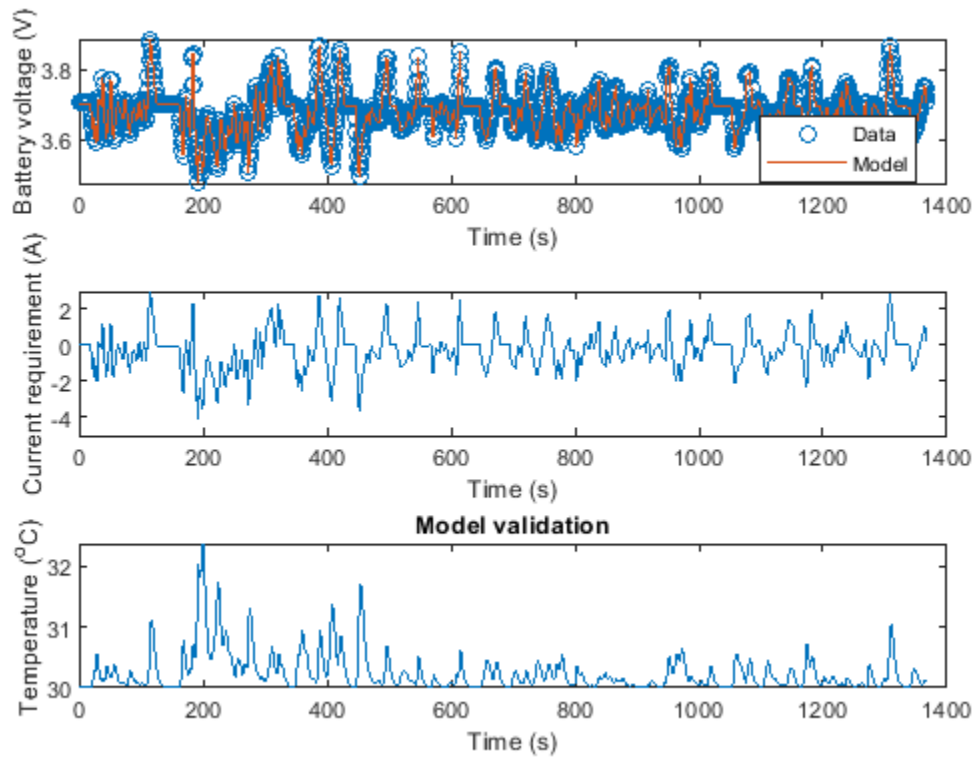 Battery voltage (V)
3.8
3.6
Data
Model
0 200 400 600 800 1000 1200 1400
Time (s)
Current requirement (A)
2
0
-2
-4
0 200 400 600 800 1000 1200 1400
Time (s)
Model validation
Temperature (°C)
32
31
30
0 200 400 600 800 1000 1200 1400
Time (s)